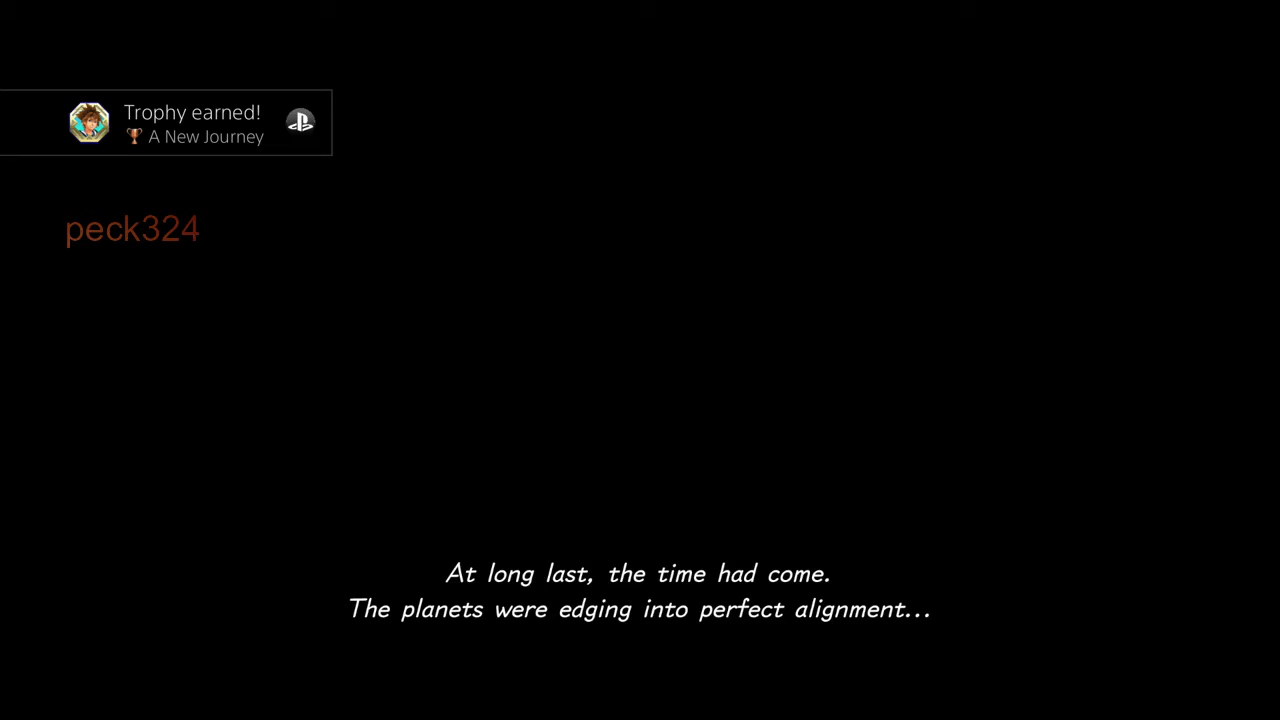 Trophy earned!
A New Journey
peck324
At long last, the time had come.
The planets were edging into perfect alignment...